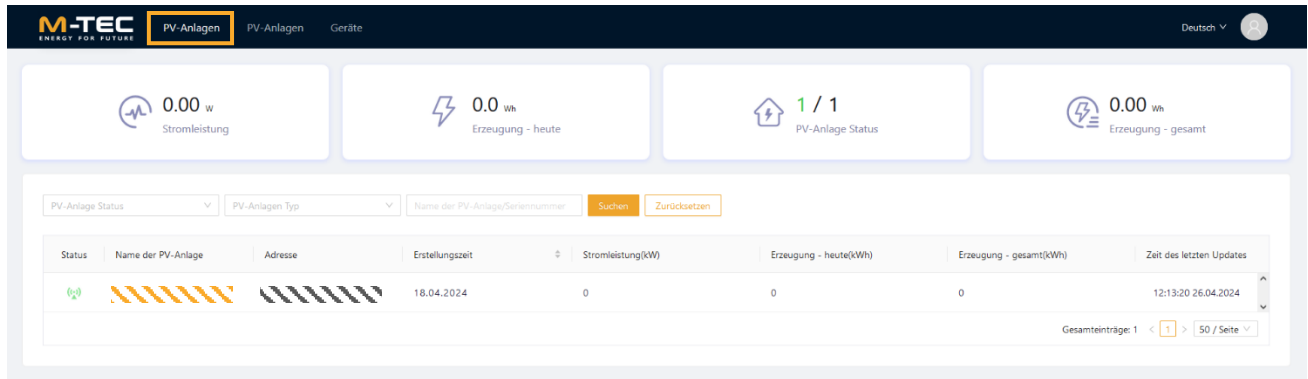 M-TEC PV-Anlagen PV-Anlagen Geräte Deutsch
ENERGY FOR FUTURE
0.00 W
Stromleistung
0.0 Wh
Erzeugung - heute
1 / 1
PV-Anlage Status
0.00 Wh
Erzeugung - gesamt
PV-Anlage Status PV-Anlagen Typ Name der PV-Anlage/Seriennummer Suchen Zurücksetzen
Status Name der PV-Anlage Adresse Erstellungszeit Stromleistung(kW) Erzeugung - heute(kWh) Erzeugung - gesamt(kWh) Zeit des letzten Updates
18.04.2024 0 0 0 12:13:20 26.04.2024
Gesamteinträge: 1 < 1 > 50 / Seite